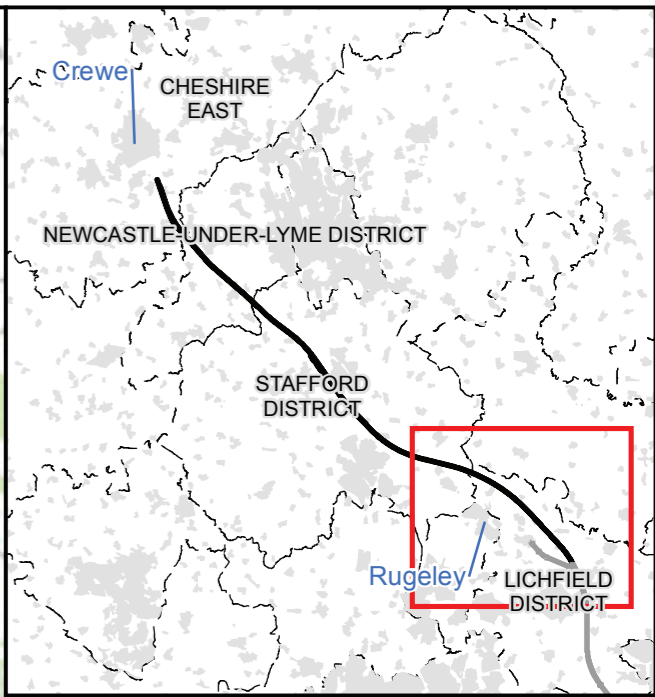 Crewe
CHESHIRE
EAST
NEWCASTLE-UNDER-LYME DISTRICT
STAFFORD
DISTRICT
Rugeley
LICHFIELD
DISTRICT